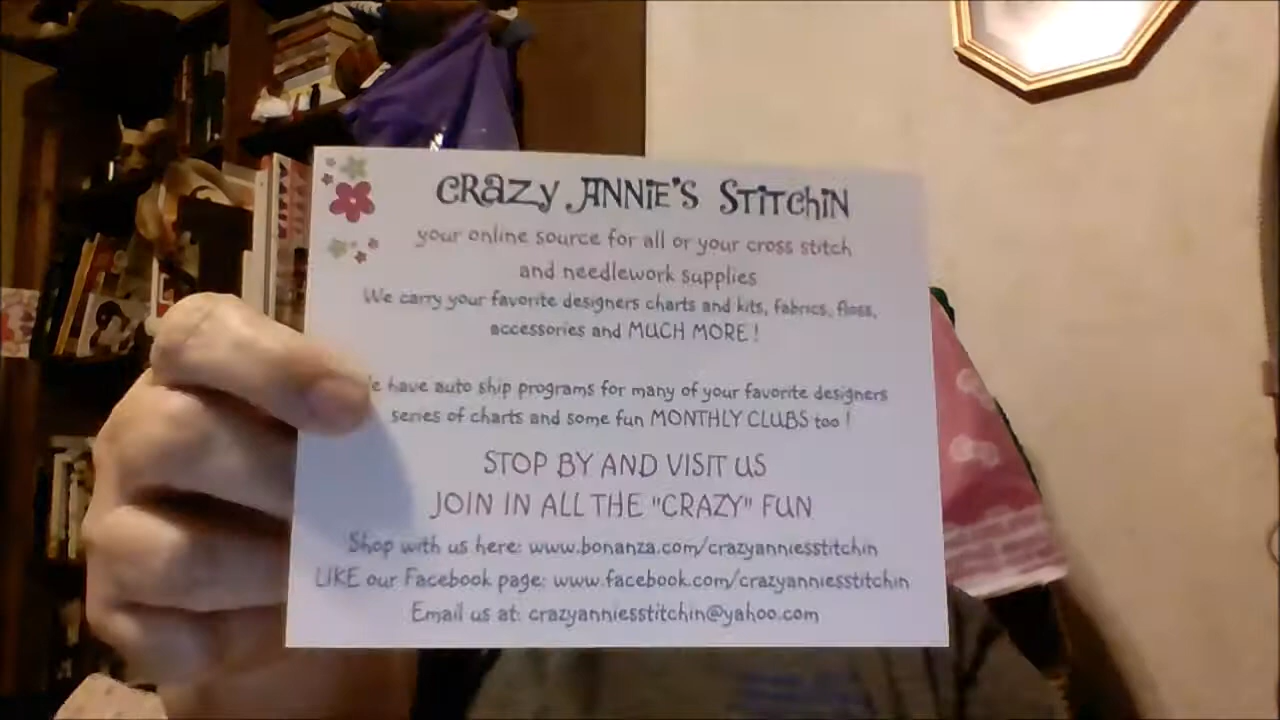 CRAZY ANNIE'S STITCHIN
your online source for all or your cross stitch
and needlework supplies
We carry your favorite designers charts and kits, fabrics, floss,
accessories and MUCH MORE !
have auto ship programs for many of your favorite designers
series of charts and some fun MONTHLY CLUBS too !
STOP BY AND VISIT US
JOIN IN ALL THE "CRAZY" FUN
Shop with us here: www.bonanza.com/crazyanniesstitchin
LIKE our Facebook page: www.facebook.com/crazyanniesstitchin
Email us at: crazyanniesstitchin@yahoo.com